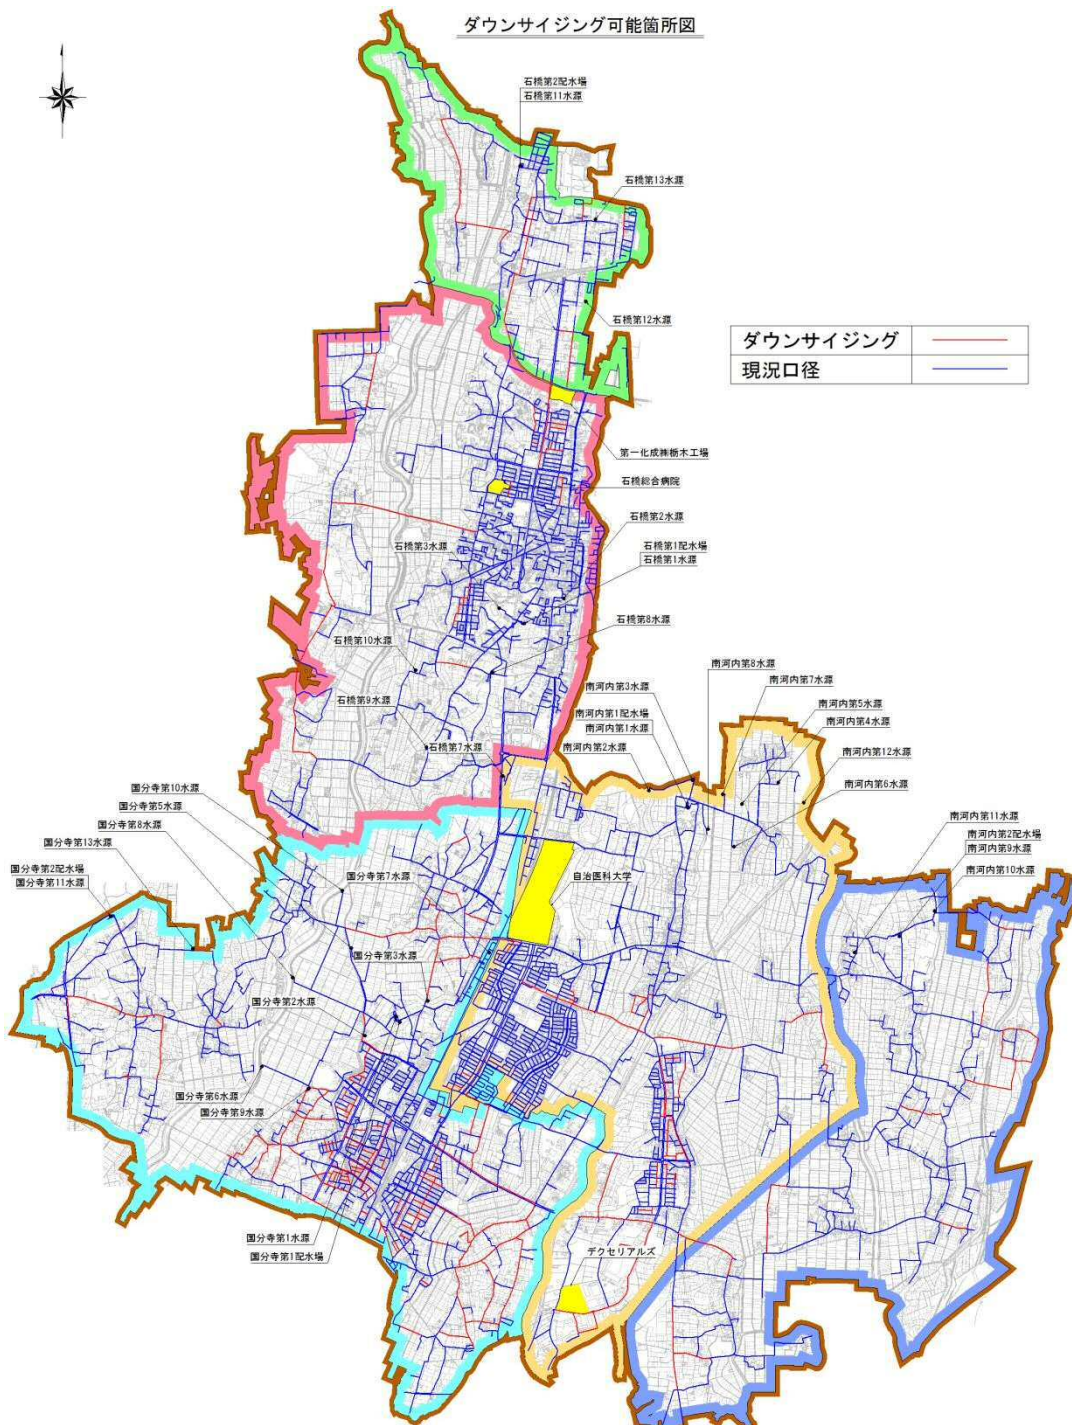 ダウンサイジング可能箇所図
石橋第2配水場
石橋第11水源
石橋第13水源
石橋第12水源
ダウンサイジング
現況口径
第一化成㈱栃木工場
石橋総合病院
石橋第2水源
石橋第3水源
石橋第1配水場
石橋第1水源
石橋第8水源
石橋第10水源
石橋第9水源
石橋第7水源
南河内第8水源
南河内第7水源
南河内第3水源
南河内第5水源
南河内第1配水場
南河内第1水源
南河内第4水源
南河内第2水源
南河内第12水源
南河内第6水源
国分寺第10水源
国分寺第5水源
国分寺第8水源
国分寺第13水源
国分寺第2配水場
国分寺第11水源
国分寺第7水源
自治医科大学
南河内第11水源
南河内第2配水場
南河内第9水源
南河内第10水源
国分寺第3水源
国分寺第2水源
国分寺第6水源
国分寺第9水源
国分寺第1水源
国分寺第1配水場
デクセリアルズ